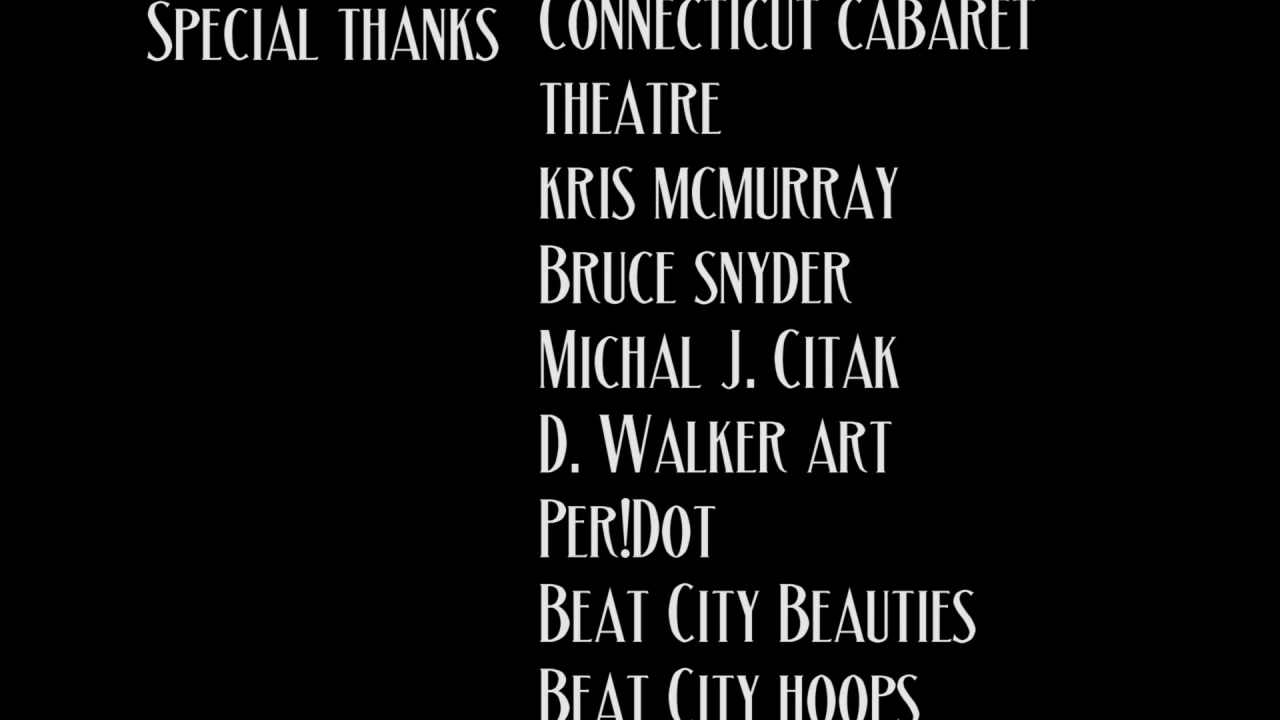 Special thanks
Connecticut cabaret
theatre
kris mcmurray
Bruce snyder
Michal J. Citak
D. Walker art
Per!Dot
Beat City Beauties
Beat City hoops